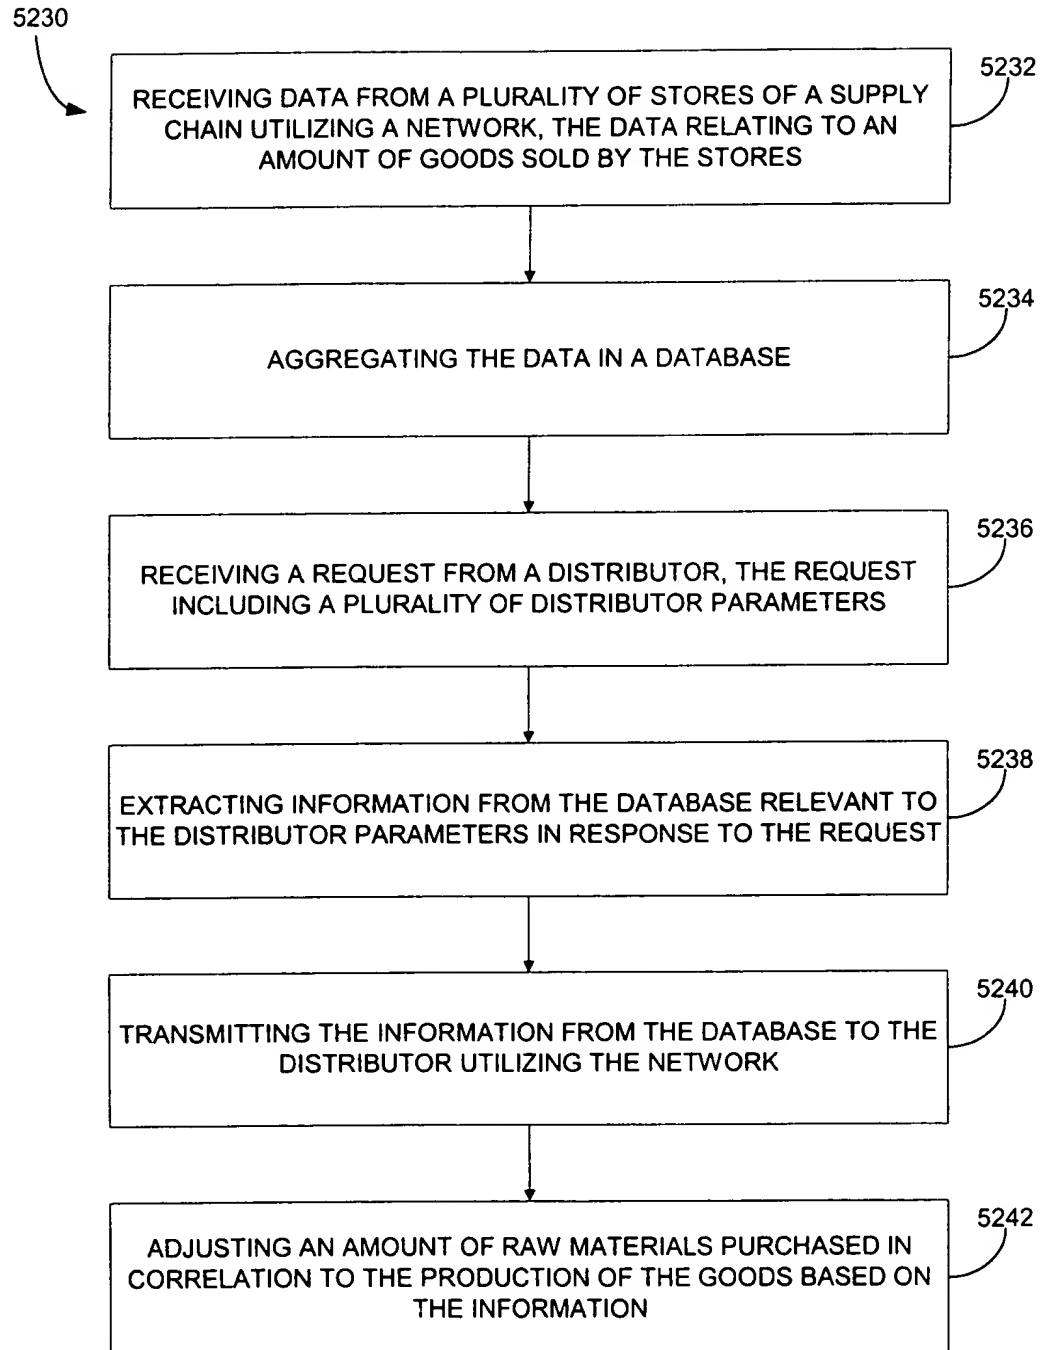 5230
5232
RECEIVING DATA FROM A PLURALITY OF STORES OF A SUPPLY
CHAIN UTILIZING A NETWORK, THE DATA RELATING TO AN
AMOUNT OF GOODS SOLD BY THE STORES
5234
AGGREGATING THE DATA IN A DATABASE
5236
RECEIVING A REQUEST FROM A DISTRIBUTOR, THE REQUEST
INCLUDING A PLURALITY OF DISTRIBUTOR PARAMETERS
5238
EXTRACTING INFORMATION FROM THE DATABASE RELEVANT TO
THE DISTRIBUTOR PARAMETERS IN RESPONSE TO THE REQUEST
5240
TRANSMITTING THE INFORMATION FROM THE DATABASE TO THE
DISTRIBUTOR UTILIZING THE NETWORK
5242
ADJUSTING AN AMOUNT OF RAW MATERIALS PURCHASED IN
CORRELATION TO THE PRODUCTION OF THE GOODS BASED ON
THE INFORMATION